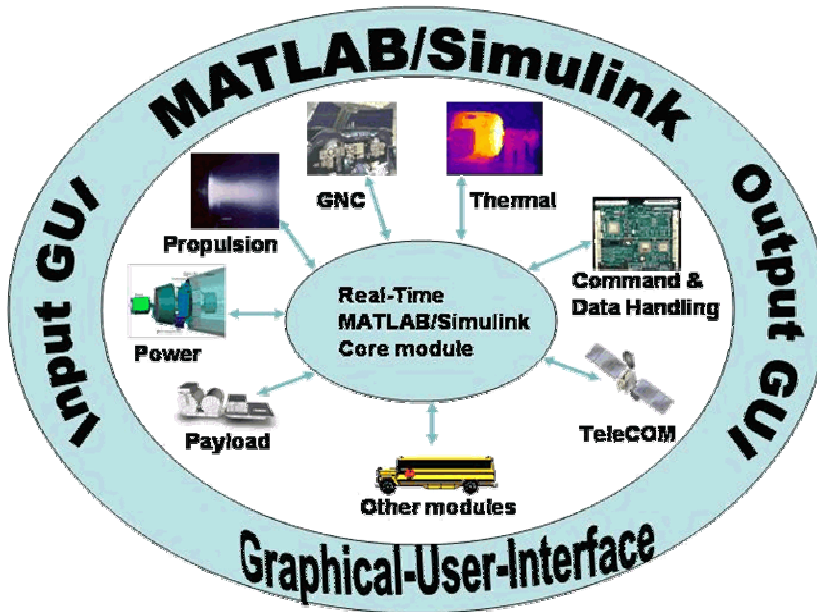 MATLAB/Simulink
Input GUI
Output GUI
GNC
Thermal
Propulsion
Command &
Data Handling
Real-Time
MATLAB/Simulink
Core module
Power
Payload
TeleCOM
Other modules
Graphical-User-Interface